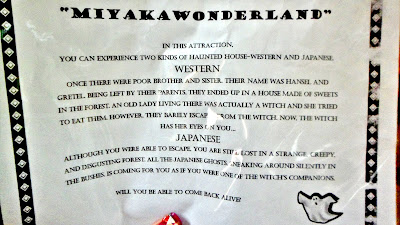 "MIYAKAWONDERLAND"
IN THIS ATTRACTION,
YOU CAN EXPERIENCE TWO KINDS OF HAUNTED HOUSE-WESTERN AND JAPANESE.
WESTERN
ONCE THERE WERE POOR BROTHER AND SISTER. THEIR NAME WAS HANSEL AND
GRETEL. BEING LEFT BY THEIR PARENTS, THEY ENDED UP IN A HOUSE MADE OF SWEETS
IN THE FOREST. AN OLD LADY LIVING THERE WAS ACTUALLY A WITCH AND SHE TRIED
TO EAT THEM. HOWEVER, THEY BARELY ESCAPE FROM THE WITCH. NOW, THE WITCH
HAS HER EYES ON YOU...
JAPANESE
ALTHOUGH YOU WERE ABLE TO ESCAPE, YOU ARE STILL LOST IN A STRANGE, CREEPY,
AND DISGUSTING FOREST. ALL THE JAPANESE GHOSTS, SNEAKING AROUND SILENTLY IN
THE BUSHES, IS COMING FOR YOU AS IF YOU WERE ONE OF THE WITCH'S COMPANIONS.
WILL YOU BE ABLE TO COME BACK ALIVE?